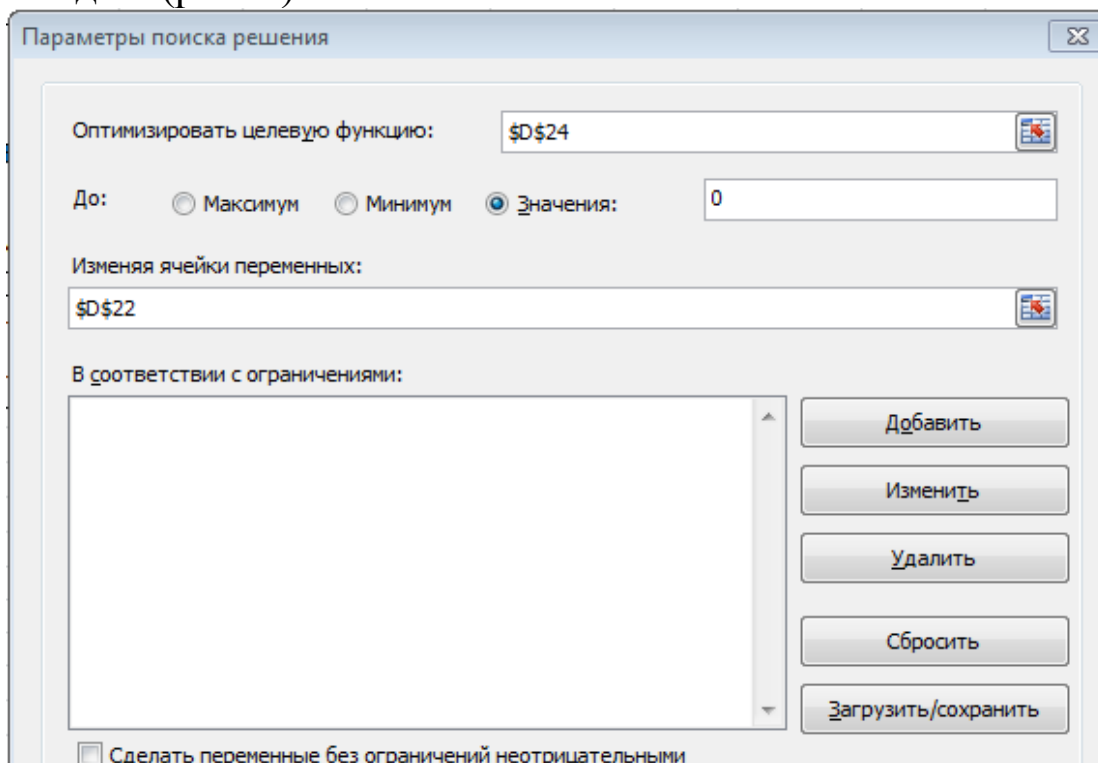 Параметры поиска решения
Оптимизировать целевую функцию: $D$24
До: Максимум Минимум Значения: 0
Изменяя ячейки переменных:
$D$22
В соответствии с ограничениями:
Добавить
Изменить
Удалить
Сбросить
Загрузить/сохранить
Сделать переменные без ограничений неотрицательными